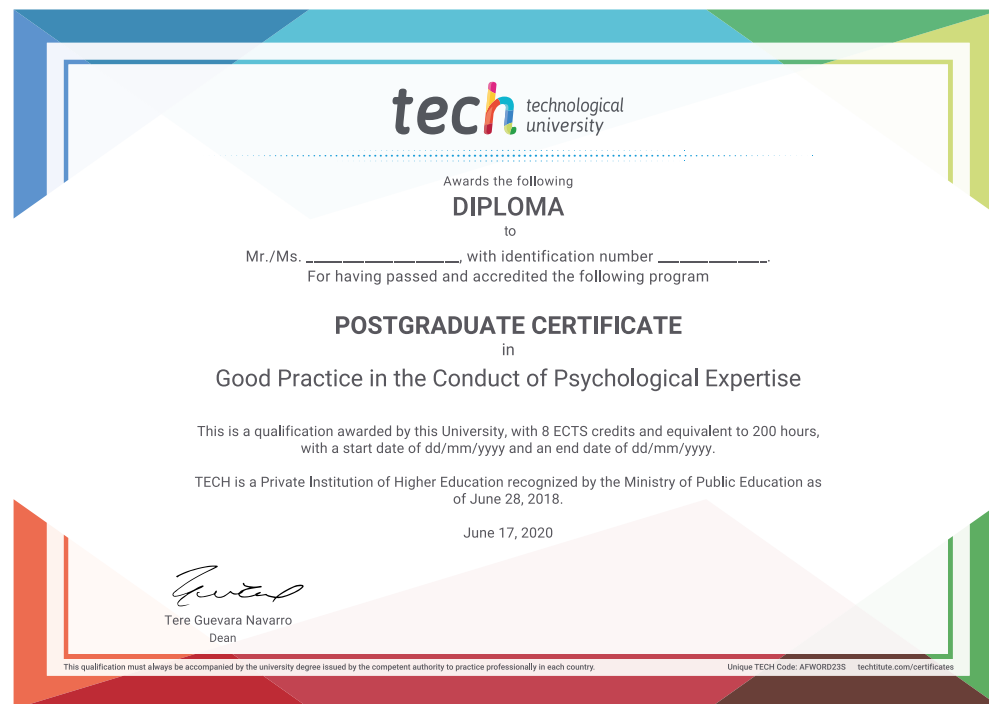 tech technological
university
Awards the following
DIPLOMA
to
Mr./Ms. ____________________, with identification number ______________.
For having passed and accredited the following program
POSTGRADUATE CERTIFICATE
in
Good Practice in the Conduct of Psychological Expertise
This is a qualification awarded by this University, with 8 ECTS credits and equivalent to 200 hours,
with a start date of dd/mm/yyyy and an end date of dd/mm/yyyy.
TECH is a Private Institution of Higher Education recognized by the Ministry of Public Education as
of June 28, 2018.
June 17, 2020
Tere Guevara Navarro
Dean
This qualification must always be accompanied by the university degree issued by the competent authority to practice professionally in each country.
Unique TECH Code: AFWORD23S techtitute.com/certificates